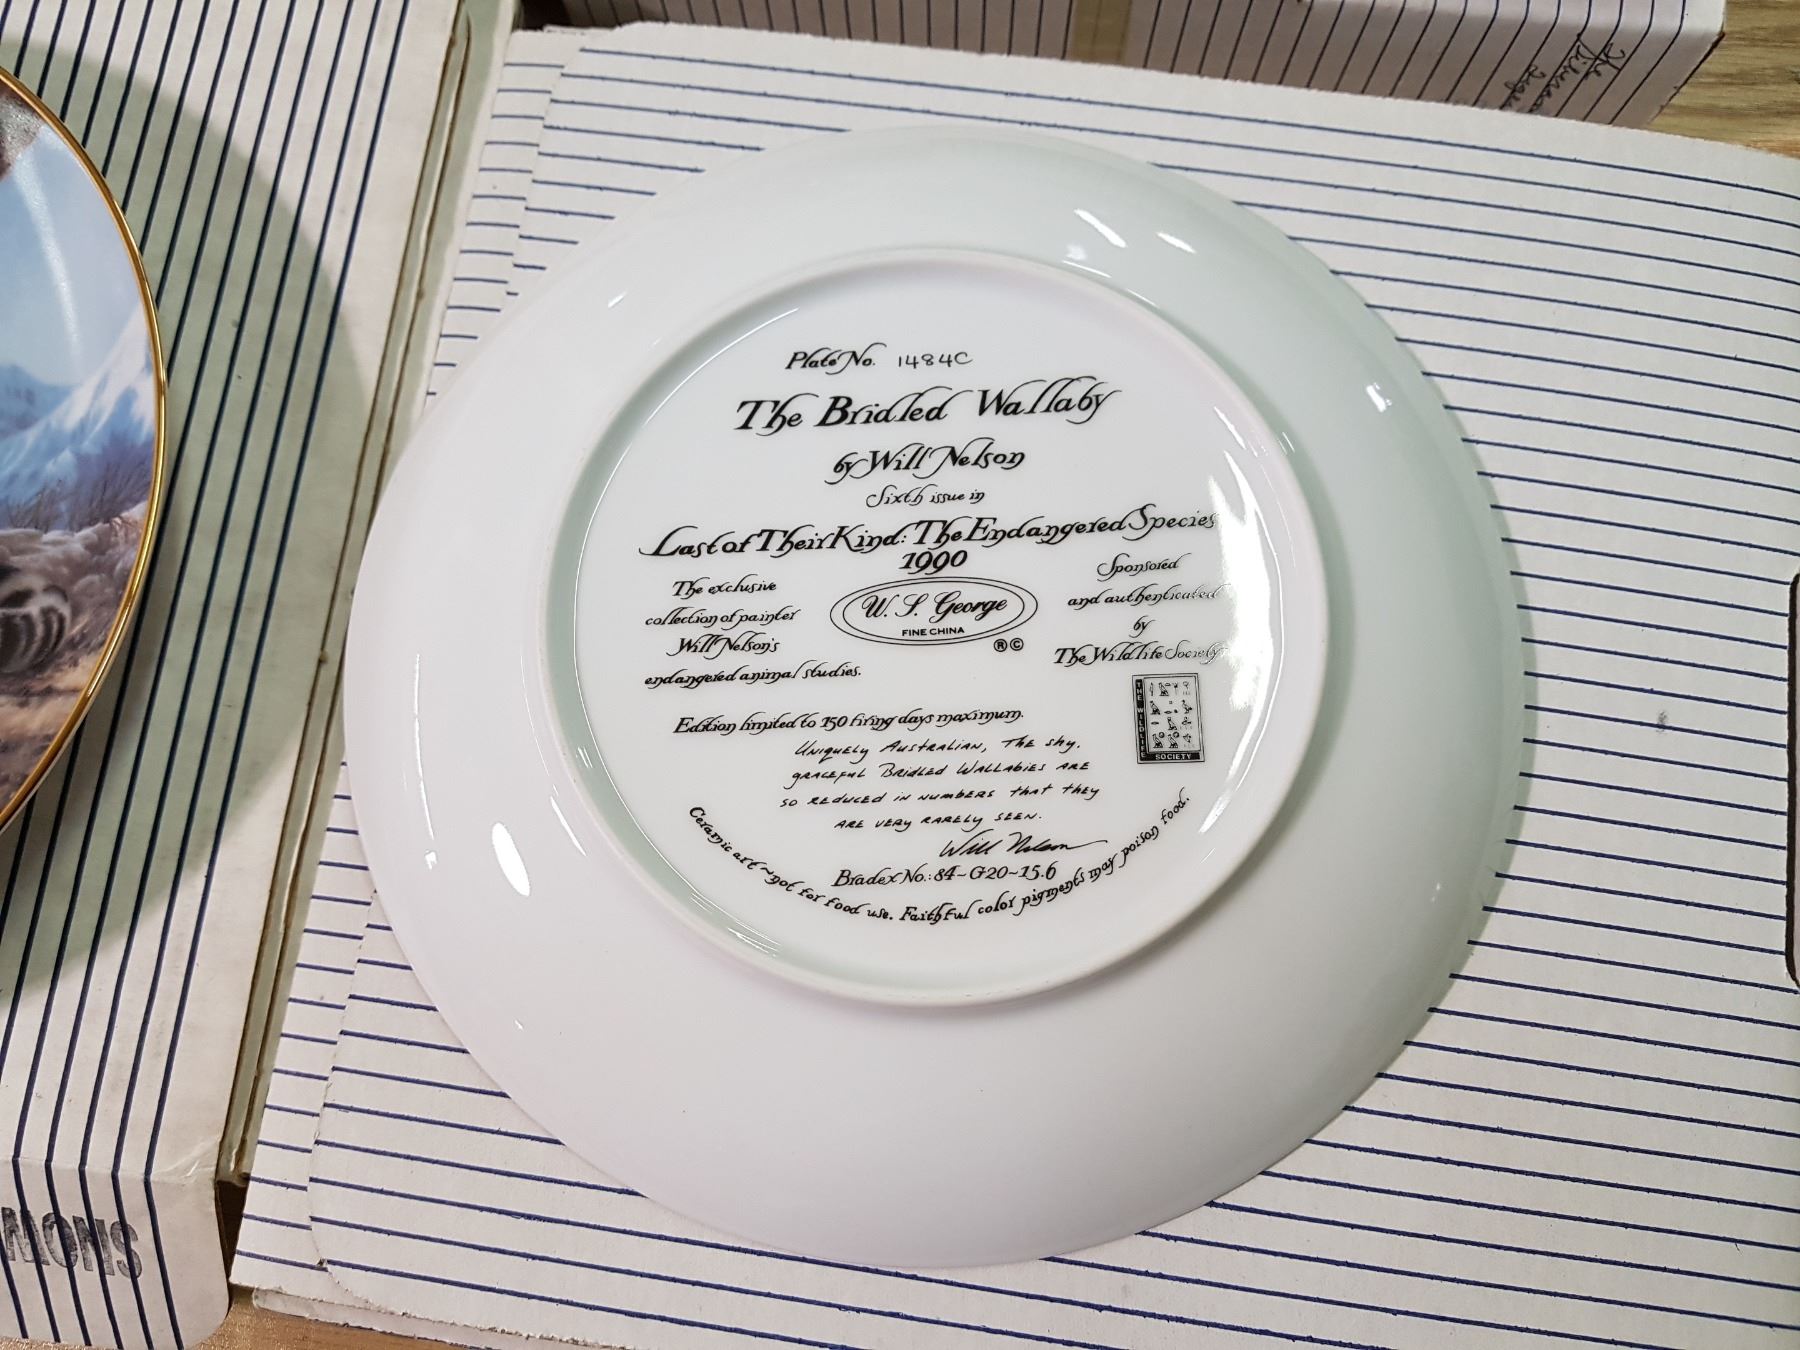 Plate No. 1484C
The Bridled Wallaby
by Will Nelson
Sixth issue in
Last of Their Kind: The Endangered Species
1990
The exclusive
collection of painter
Will Nelson's
endangered animal studies.
W. S. George
FINE CHINA
® ©
Sponsored
and authenticated
by
The Wildlife Society
THE WILDLIFE
SOCIETY
Edition limited to 150 firing days maximum.
Uniquely Australian, the shy,
graceful Bridled Wallabies are
so reduced in numbers that they
are very rarely seen.
Will Nelson
Bradex No.: 84-G20-15.6
Ceramic art ~ not for food use. Faithful color pigments may poison food.
SNOW
The